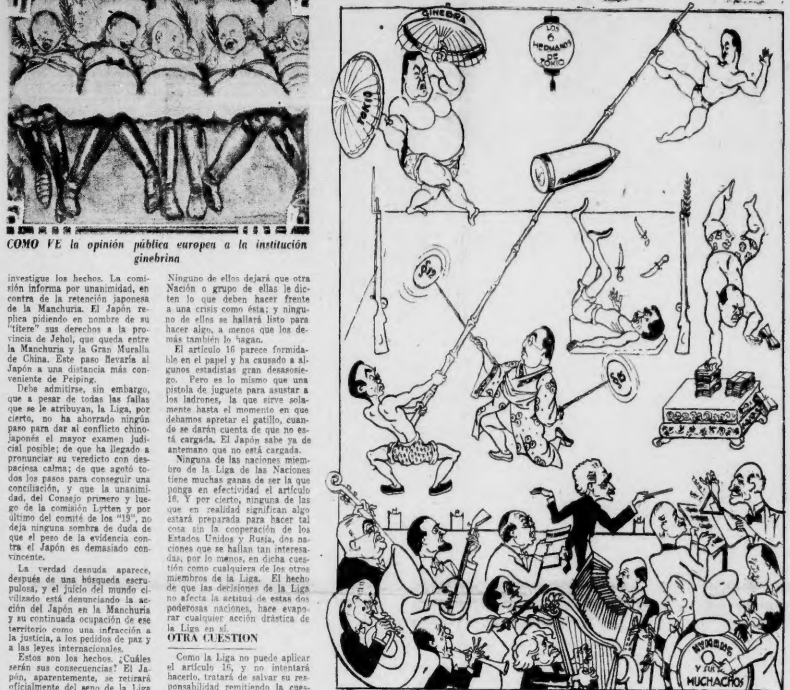 COMO VE la opinión pública europea a la institución
ginebrina
investigue los hechos. La comi-
sión informa por unanimidad, en
contra de la retención japonesa
de la Manchuria. El Japón re-
plica pidiendo en nombre de su
"títere" sus derechos a la pro-
vincia de Jehol, que queda entre
la Manchuria y la Gran Muralla
de China. Este paso llevaría al
Japón a una distancia más con-
veniente de Peiping.
Debe admitirse, sin embargo,
que a pesar de todas las fallas
que se le atribuyan, la Liga, por
cierto, no ha ahorrado ningún
paso para dar al conflicto chino-
japonés el mayor examen judi-
cial posible; de que ha llegado a
pronunciar su veredicto con des-
paciosa calma; de que agotó to-
dos los pasos para conseguir una
conciliación, y que la unanimi-
dad, del Consejo primero y lue-
go de la comisión Lytten y por
último del comité de los "19", no
deja ninguna sombra de duda de
que el peso de la evidencia con-
tra el Japón es demasiado con-
vincente.
La verdad desnuda aparece,
después de una búsqueda escru-
pulosa, y el juicio del mundo ci-
vilizado está denunciando la ac-
ción del Japón en la Manchuria
y su continuada ocupación de ese
territorio como una infracción a
la justicia, a los pedidos de paz y
a las leyes internacionales.
Estos son los hechos. ¿Cuáles
serán sus consecuencias? El Ja-
pón, aparentemente, se retirará
oficialmente del seno de la Liga
Ninguno de ellos dejará que otra
Nación o grupo de ellas le dic-
ten lo que deben hacer frente
a una crisis como ésta; y ningu-
no de ellos se hallará listo para
hacer algo, a menos que los de-
más también lo hagan.
El artículo 16 parece formida-
ble en el papel y ha causado a al-
gunos estadistas gran desasosie-
go. Pero es lo mismo que una
pistola de juguete para asustar a
los ladrones, la que sirve sola-
mente hasta el momento en que
debamos apretar el gatillo, cuan-
do se darán cuenta de que no es-
tá cargada. El Japón sabe ya de
antemano que no está cargada.
Ninguna de las naciones miem-
bro de la Liga de las Naciones
tiene muchas ganas de ser la que
ponga en efectividad el artículo
16. Y por cierto, ninguna de las
que en realidad significan algo
estará preparada para hacer tal
cosa sin la cooperación de los
Estados Unidos y Rusia, dos na-
ciones que se hallan tan interesa-
das, por lo menos, en dicha cues-
tión como cualquiera de los otros
miembros de la Liga. El hecho
de que las decisiones de la Liga
no afecta la actitud de estas dos
poderosas naciones, hace evapo-
rar cualquier acción drástica de
la Liga en sí.
OTRA CUESTION
Como la Liga no puede aplicar
el artículo 16, y no intentará
hacerlo, tratará de salvar su res-
ponsabilidad remitiendo la cues-
GINEBRA
TOKIO
LOS
6
HERMANOS
DE
TOKIO
HYMANS
Y SUS
MUCHACHOS